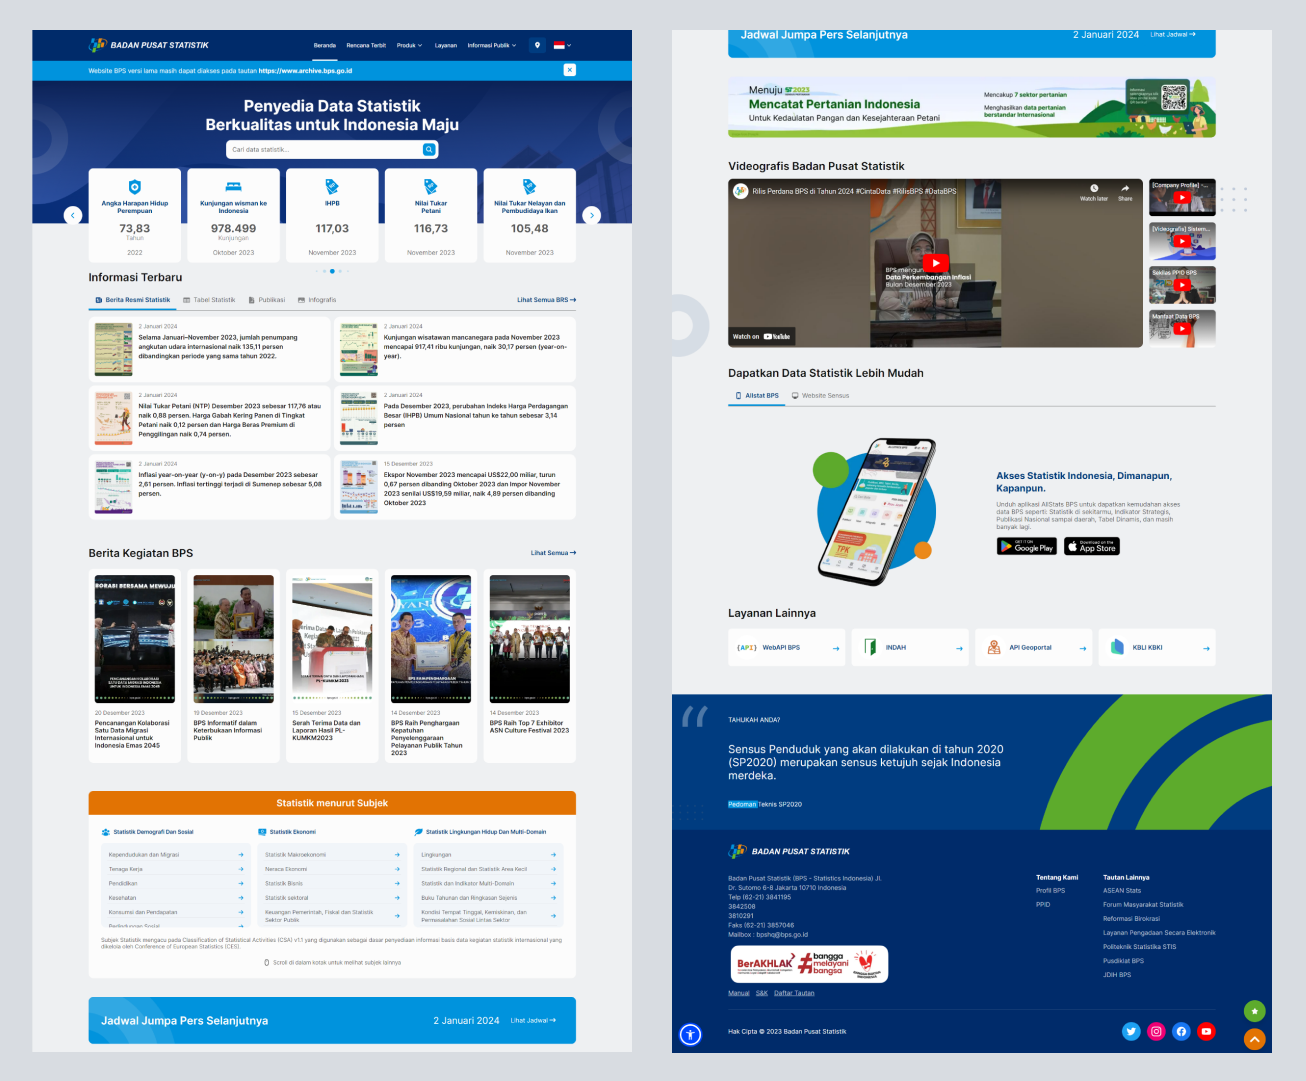 BADAN PUSAT STATISTIK
Beranda
Rencana Terbit
Produk
Layanan
Informasi Publik
Website BPS versi lama masih dapat diakses pada tautan https://www.archive.bps.go.id
Penyedia Data Statistik
Berkualitas untuk Indonesia Maju
Cari data statistik...
Angka Harapan Hidup
Perempuan
73,83
Tahun
2022
Kunjungan wisman ke
Indonesia
978.499
Kunjungan
Oktober 2023
IHPB
117,03
November 2023
Nilai Tukar
Petani
116,73
November 2023
Nilai Tukar Nelayan dan
Pembudidaya Ikan
105,48
November 2023
Informasi Terbaru
Berita Resmi Statistik
Tabel Statistik
Publikasi
Infografis
Lihat Semua BRS
2 Januari 2024
Selama Januari–November 2023, jumlah penumpang
angkutan udara internasional naik 135,11 persen
dibandingkan periode yang sama tahun 2022.
2 Januari 2024
Kunjungan wisatawan mancanegara pada November 2023
mencapai 917,41 ribu kunjungan, naik 30,17 persen (year-on-
year).
2 Januari 2024
Nilai Tukar Petani (NTP) Desember 2023 sebesar 117,76 atau
naik 0,88 persen. Harga Gabah Kering Panen di Tingkat
Petani naik 0,12 persen dan Harga Beras Premium di
Penggilingan naik 0,74 persen.
2 Januari 2024
Pada Desember 2023, perubahan Indeks Harga Perdagangan
Besar (IHPB) Umum Nasional tahun ke tahun sebesar 3,14
persen
2 Januari 2024
Inflasi year-on-year (y-on-y) pada Desember 2023 sebesar
2,61 persen. Inflasi tertinggi terjadi di Sumenep sebesar 5,08
persen.
15 Desember 2023
Ekspor November 2023 mencapai US$22,00 miliar, turun
0,67 persen dibanding Oktober 2023 dan Impor November
2023 senilai US$19,59 miliar, naik 4,89 persen dibanding
Oktober 2023
Berita Kegiatan BPS
Lihat Semua
20 Desember 2023
Pencanangan Kolaborasi
Satu Data Migrasi
Internasional untuk
Indonesia Emas 2045
19 Desember 2023
BPS Informatif dalam
Keterbukaan Informasi
Publik
15 Desember 2023
Serah Terima Data dan
Laporan Hasil PL-
KUMKM2023
14 Desember 2023
BPS Raih Penghargaan
Kepatuhan
Penyelenggaraan
Pelayanan Publik Tahun
2023
14 Desember 2023
BPS Raih Top 7 Exhibitor
ASN Culture Festival 2023
Statistik menurut Subjek
Statistik Demografi Dan Sosial
Kependudukan dan Migrasi
Tenaga Kerja
Pendidikan
Kesehatan
Konsumsi dan Pendapatan
Perlindungan Sosial
Statistik Ekonomi
Statistik Makroekonomi
Neraca Ekonomi
Statistik Bisnis
Statistik sektoral
Keuangan Pemerintah, Fiskal dan Statistik
Sektor Publik
Statistik Lingkungan Hidup Dan Multi-Domain
Lingkungan
Statistik Regional dan Statistik Area Kecil
Statistik dan Indikator Multi-Domain
Buku Tahunan dan Ringkasan Sejenis
Kondisi Tempat Tinggal, Kemiskinan, dan
Permasalahan Sosial Lintas Sektor
Subjek Statistik mengacu pada Classification of Statistical Activities (CSA) v1.1 yang digunakan sebagai dasar penyediaan informasi basis data kegiatan statistik internasional yang
dikelola oleh Conference of European Statistics (CES).
Scroll di dalam kotak untuk melihat subjek lainnya
Jadwal Jumpa Pers Selanjutnya
2 Januari 2024
Lihat Jadwal
Jadwal Jumpa Pers Selanjutnya
2 Januari 2024
Lihat Jadwal
Menuju ST2023
Mencatat Pertanian Indonesia
Untuk Kedaulatan Pangan dan Kesejahteraan Petani
Mencakup 7 sektor pertanian
Menghasilkan data pertanian
berstandar Internasional
Videografis Badan Pusat Statistik
Rilis Perdana BPS di Tahun 2024 #CintaData #RilisBPS #DataBPS
Watch later
Share
BPS mengun
Data Perkembangan Inflasi
Bulan Desember 2023
Watch on YouTube
[Company Profile] -...
[Videografis] Sistem...
Sekilas PPID BPS
Manfaat Data BPS
Dapatkan Data Statistik Lebih Mudah
Allstat BPS
Website Sensus
Akses Statistik Indonesia, Dimanapun,
Kapanpun.
Unduh aplikasi AllStats BPS untuk dapatkan kemudahan akses
data BPS seperti: Statistik di sekitarmu, Indikator Strategis,
Publikasi Nasional sampai daerah, Tabel Dinamis, dan masih
banyak lagi.
GET IT ON
Google Play
Download on the
App Store
Layanan Lainnya
{API}
WebAPI BPS
INDAH
API Geoportal
KBLI KBKI
TAHUKAH ANDA?
Sensus Penduduk yang akan dilakukan di tahun 2020
(SP2020) merupakan sensus ketujuh sejak Indonesia
merdeka.
Pedoman Teknis SP2020
BADAN PUSAT STATISTIK
Badan Pusat Statistik (BPS - Statistics Indonesia) Jl.
Dr. Sutomo 6-8 Jakarta 10710 Indonesia
Telp (62-21) 3841195
3842508
3810291
Faks (62-21) 3857046
Mailbox : bpshq@bps.go.id
BerAKHLAK
#bangga
melayani
bangsa
Manual
S&K
Daftar Tautan
Tentang Kami
Profil BPS
PPID
Tautan Lainnya
ASEAN Stats
Forum Masyarakat Statistik
Reformasi Birokrasi
Layanan Pengadaan Secara Elektronik
Politeknik Statistika STIS
Pusdiklat BPS
JDIH BPS
Hak Cipta © 2023 Badan Pusat Statistik